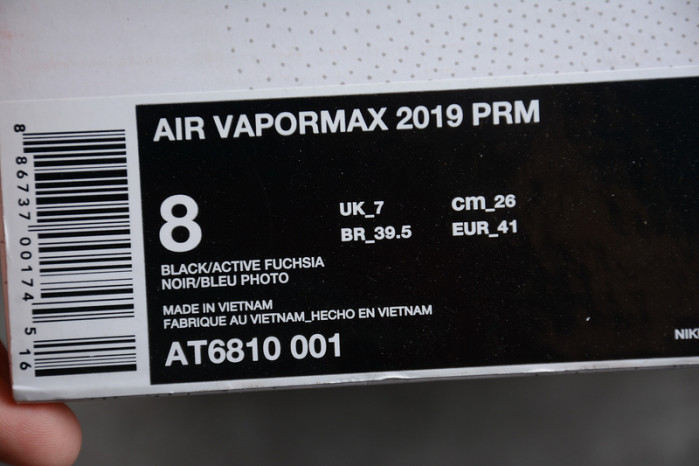 AIR VAPORMAX 2019 PRM
8
UK_7 cm_26
BR_39.5 EUR_41
BLACK/ACTIVE FUCHSIA
NOIR/BLEU PHOTO
MADE IN VIETNAM
FABRIQUE AU VIETNAM_HECHO EN VIETNAM
AT6810 001
8 86737 00174 5 16